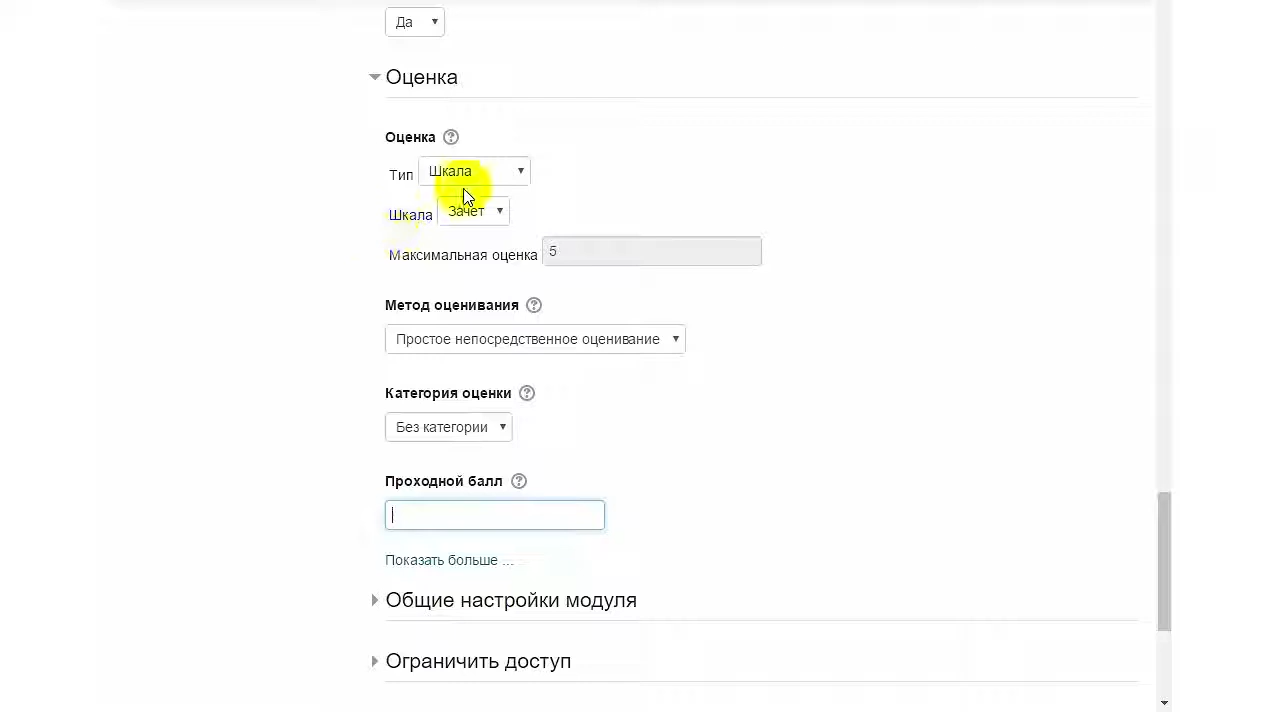 Да
Оценка
Оценка
Тип Шкала
Шкала Зачет
Максимальная оценка 5
Метод оценивания
Простое непосредственное оценивание
Категория оценки
Без категории
Проходной балл
Показать больше ...
Общие настройки модуля
Ограничить доступ